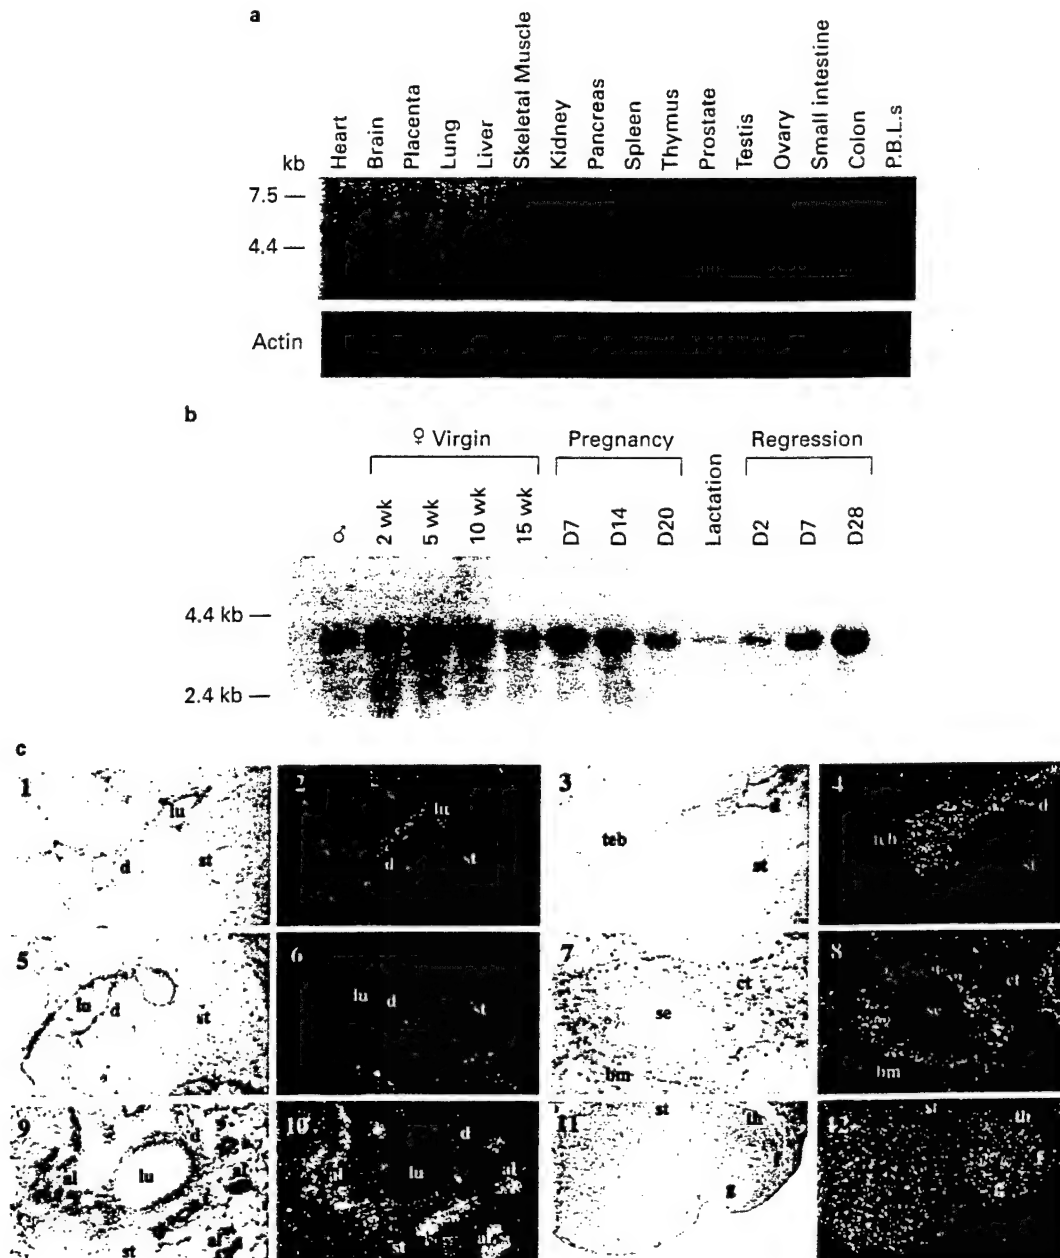 a
kb
Heart
Brain
Placenta
Lung
Liver
Skeletal Muscle
Kidney
Pancreas
Spleen
Thymus
Prostate
Testis
Ovary
Small intestine
Colon
P.B.L.s
7.5 —
4.4 —
Actin
b
♀ Virgin
Pregnancy
Regression
♂
2 wk
5 wk
10 wk
15 wk
D7
D14
D20
Lactation
D2
D7
D28
4.4 kb —
2.4 kb —
c
1
lu
d
st
2
lu
d
st
3
teb
d
st
4
teb
d
st
5
lu
d
st
6
lu
d
st
7
ct
se
bm
8
ct
se
bm
9
d
al
lu
al
st
al
10
d
al
lu
al
st
al
11
st
th
f
g
12
st
th
f
g